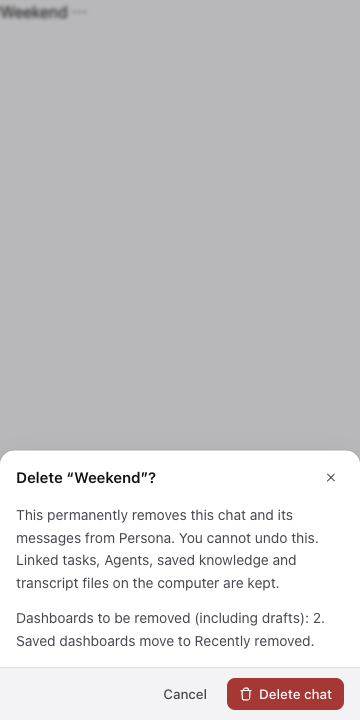 Weekend ···
Delete “Weekend”?
This permanently removes this chat and its
messages from Persona. You cannot undo this.
Linked tasks, Agents, saved knowledge and
transcript files on the computer are kept.
Dashboards to be removed (including drafts): 2.
Saved dashboards move to Recently removed.
Cancel
Delete chat